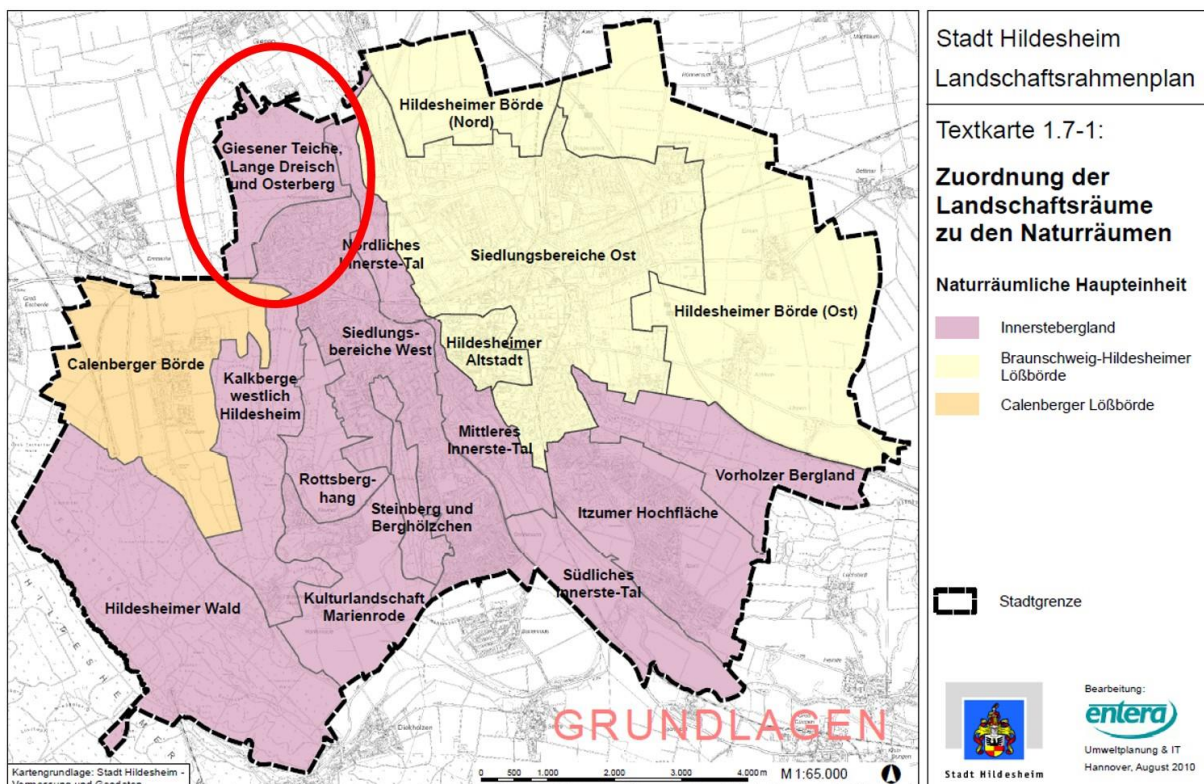 Giesener Teiche,
Lange Dreisch
und Osterberg
Hildesheimer Börde
(Nord)
Nördliches
Innerste-Tal
Siedlungsbereiche Ost
Hildesheimer Börde (Ost)
Siedlungs-
bereiche West
Hildesheimer
Altstadt
Calenberger Börde
Kalkberge
westlich
Hildesheim
Mittleres
Innerste-Tal
Vorholzer Bergland
Rottsberg-
hang
Steinberg und
Berghölzchen
Itzumer Hochfläche
Südliches
Innerste-Tal
Kulturlandschaft
Marienrode
Hildesheimer Wald
GRUNDLAGEN
Kartengrundlage: Stadt Hildesheim -
Vermessung und Geodaten
0 500 1.000 2.000 3.000 4.000 m M 1:65.000
Stadt Hildesheim
Landschaftsrahmenplan
Textkarte 1.7-1:
Zuordnung der
Landschaftsräume
zu den Naturräumen
Naturräumliche Haupteinheit
Innerstebergland
Braunschweig-Hildesheimer
Lößbörde
Calenberger Lößbörde
Stadtgrenze
Stadt Hildesheim
Bearbeitung:
entera
Umweltplanung & IT
Hannover, August 2010